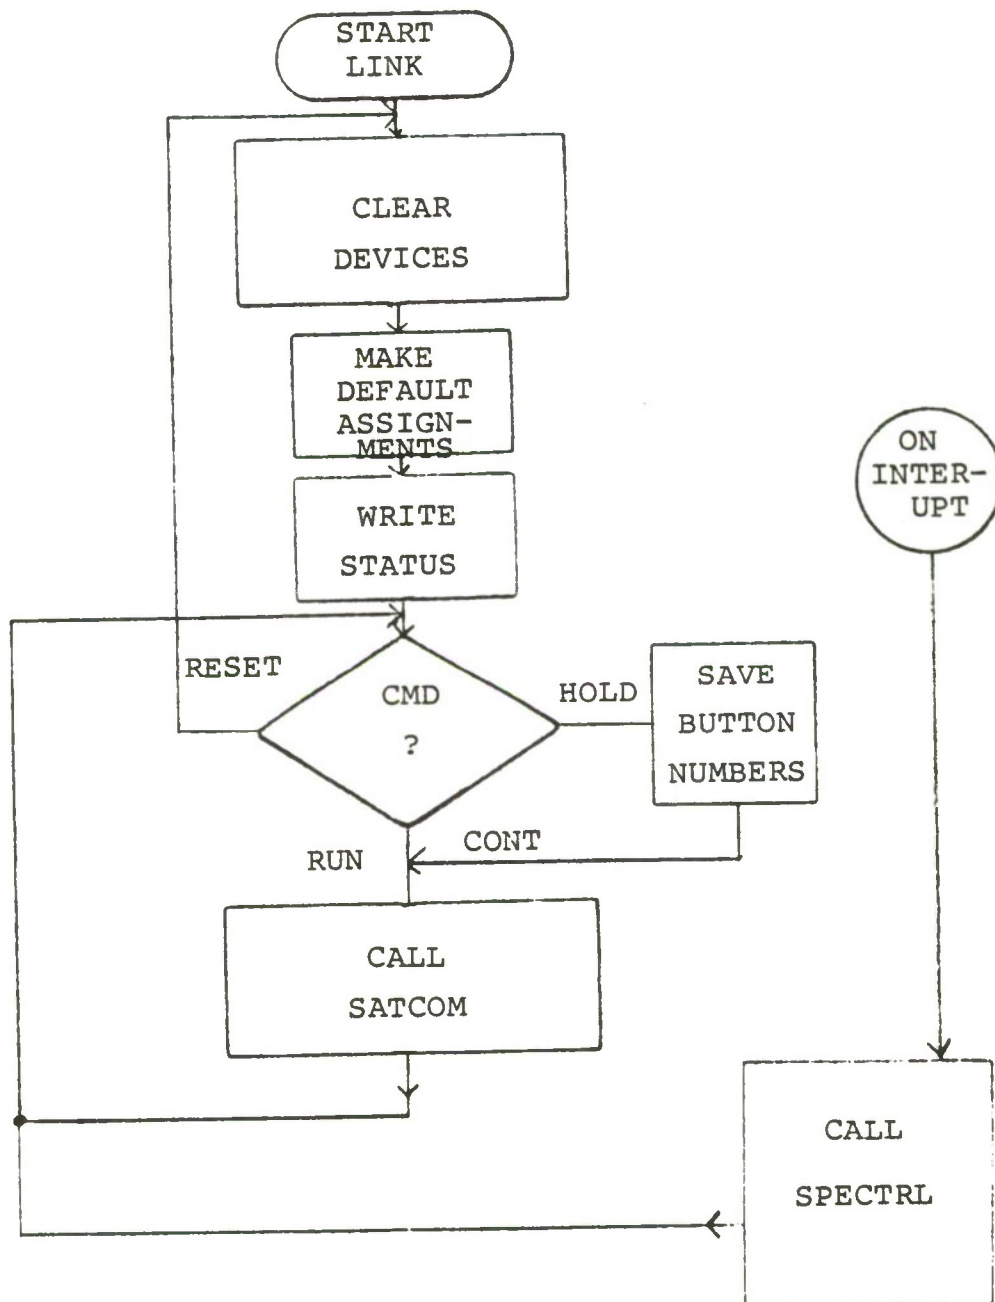 START
LINK
CLEAR
DEVICES
MAKE
DEFAULT
ASSIGN-
MENTS
WRITE
STATUS
RESET
CMD
?
HOLD
SAVE
BUTTON
NUMBERS
RUN
CONT
CALL
SATCOM
ON
INTER-
UPT
CALL
SPECTRL